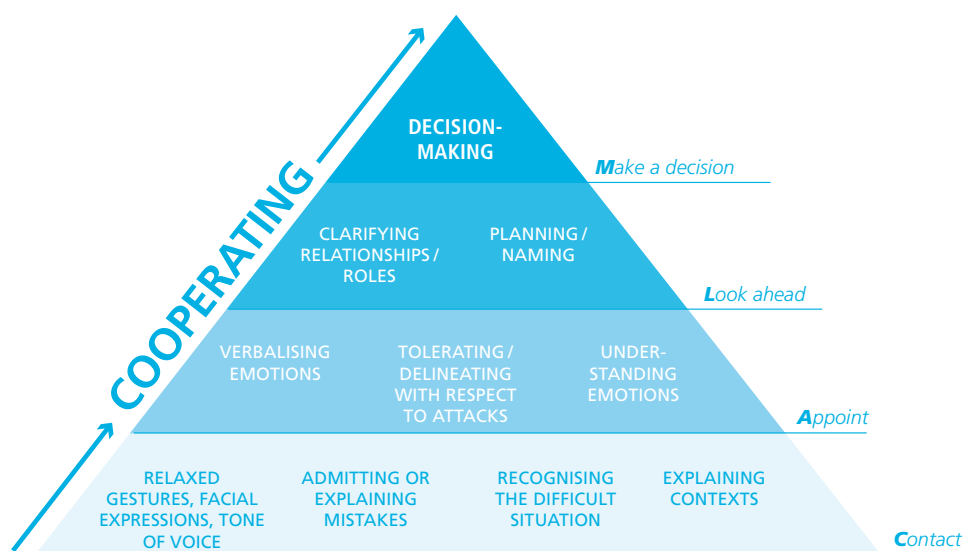 COOPERATING
DECISION-
MAKING
Make a decision
CLARIFYING
RELATIONSHIPS /
ROLES
PLANNING /
NAMING
Look ahead
VERBALISING
EMOTIONS
TOLERATING /
DELINEATING
WITH RESPECT
TO ATTACKS
UNDER-
STANDING
EMOTIONS
Appoint
RELAXED
GESTURES, FACIAL
EXPRESSIONS, TONE
OF VOICE
ADMITTING OR
EXPLAINING
MISTAKES
RECOGNISING
THE DIFFICULT
SITUATION
EXPLAINING
CONTEXTS
Contact